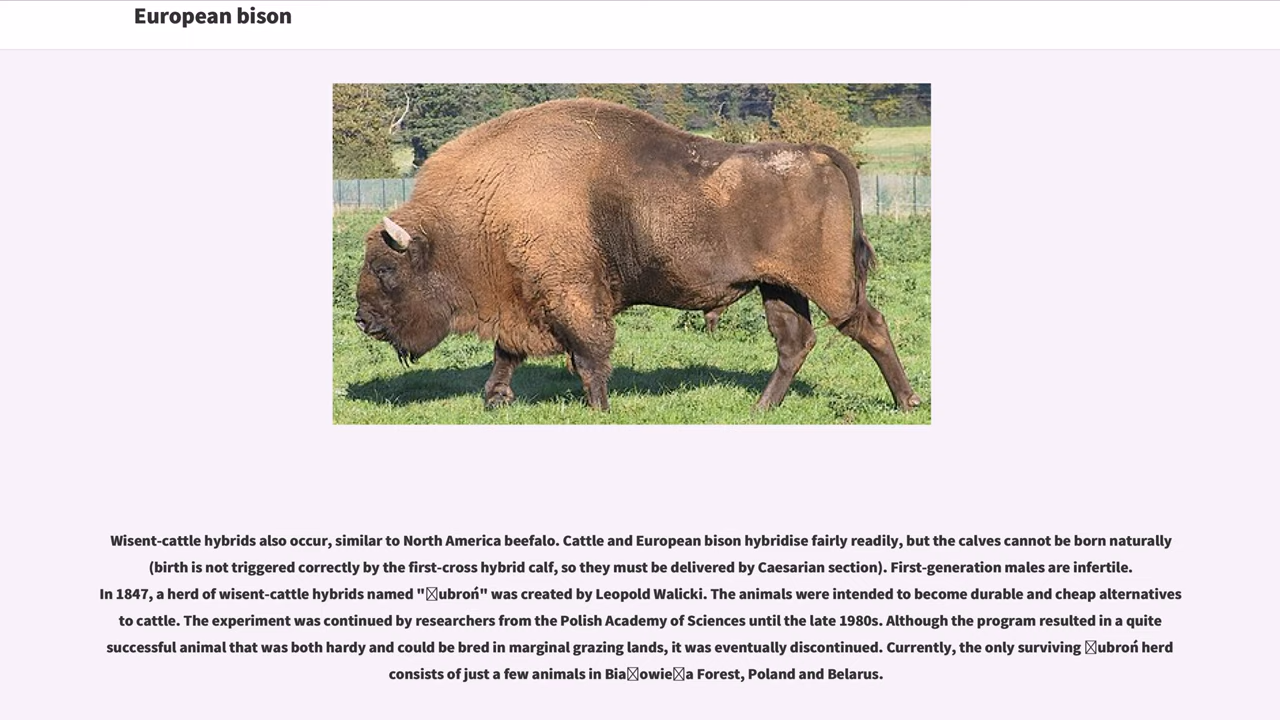 European bison
Wisent-cattle hybrids also occur, similar to North America beefalo. Cattle and European bison hybridise fairly readily, but the calves cannot be born naturally
(birth is not triggered correctly by the first-cross hybrid calf, so they must be delivered by Caesarian section). First-generation males are infertile.
In 1847, a herd of wisent-cattle hybrids named "☒ubroń" was created by Leopold Walicki. The animals were intended to become durable and cheap alternatives
to cattle. The experiment was continued by researchers from the Polish Academy of Sciences until the late 1980s. Although the program resulted in a quite
successful animal that was both hardy and could be bred in marginal grazing lands, it was eventually discontinued. Currently, the only surviving ☒ubroń herd
consists of just a few animals in Bia☒owie☒a Forest, Poland and Belarus.